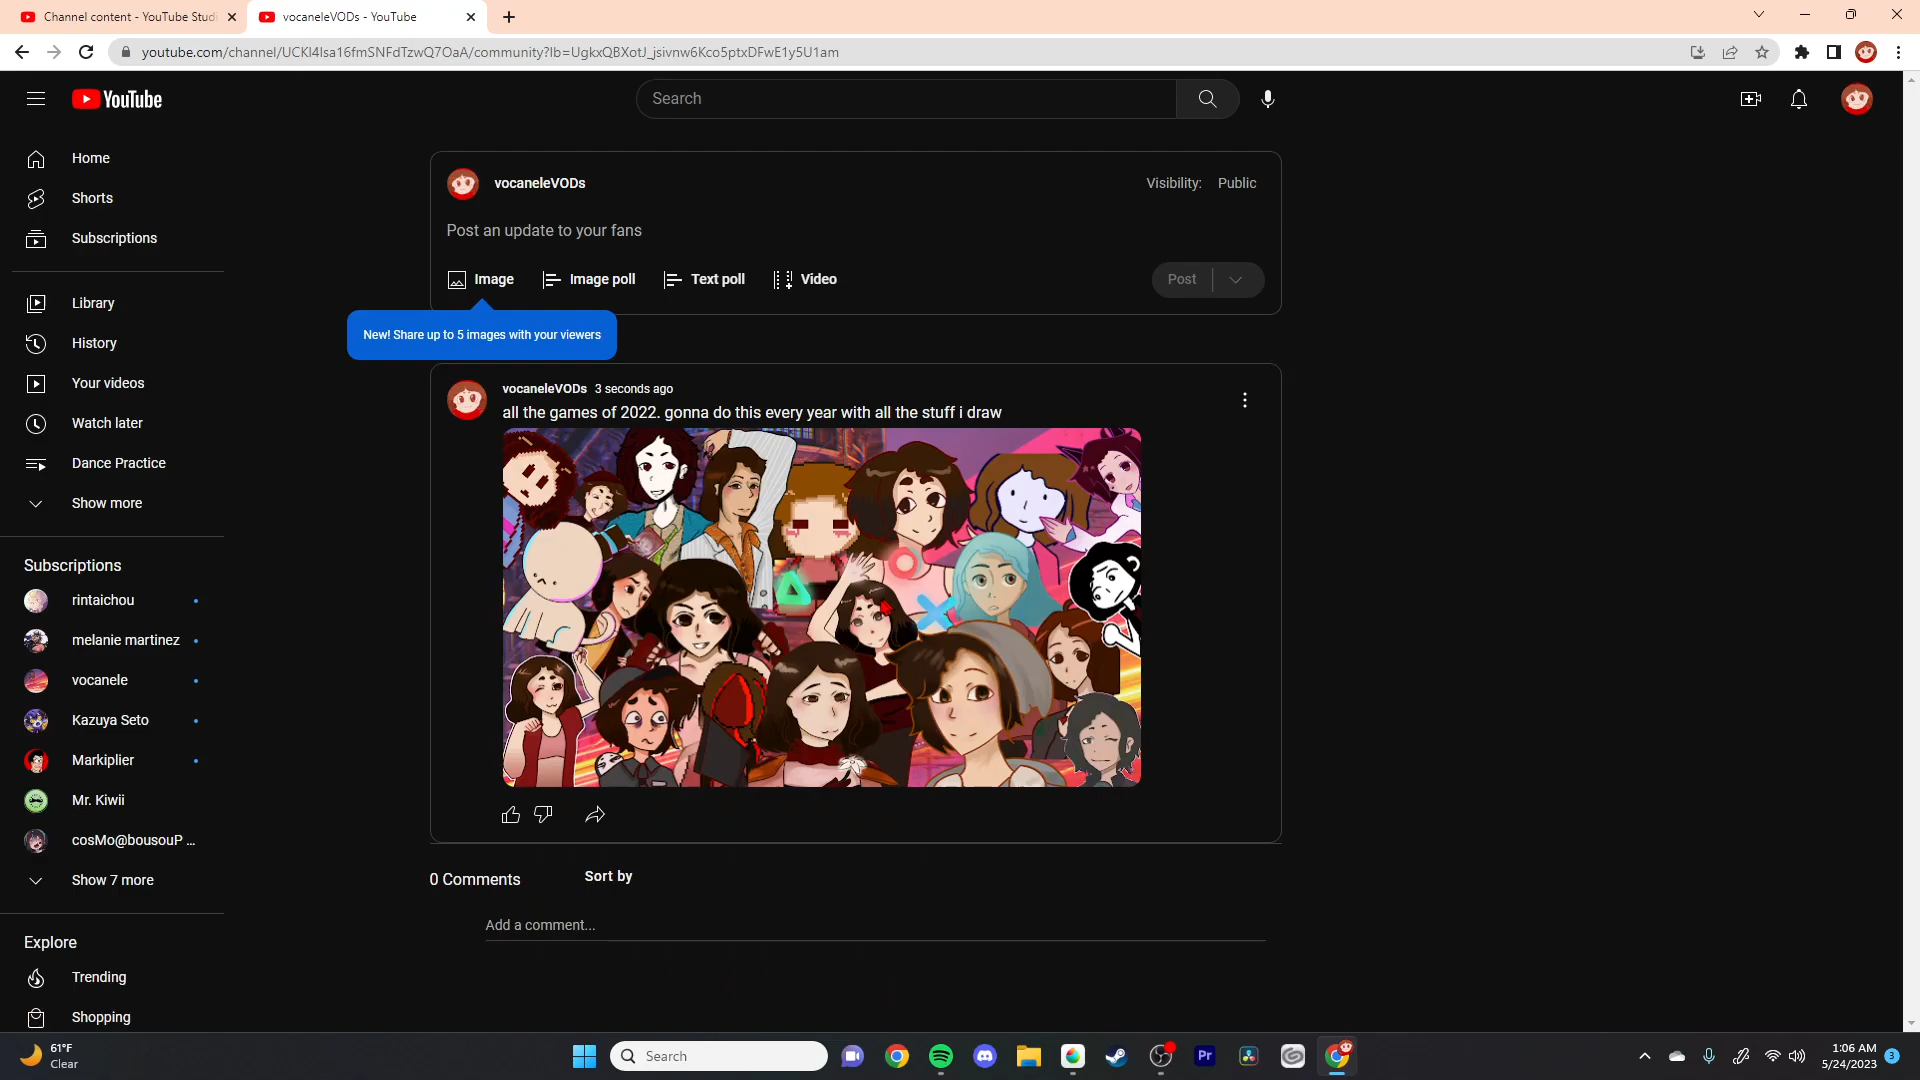 Channel content - YouTube Studi
vocaneleVODs - YouTube
youtube.com/channel/UCKl4lsa16fmSNFdTzwQ7OaA/community?lb=UgkxQBXotJ_jsivnw6Kco5ptxDFwE1y5U1am
YouTube
Search
Home
Shorts
Subscriptions
Library
History
Your videos
Watch later
Dance Practice
Show more
Subscriptions
rintaichou
melanie martinez
vocanele
Kazuya Seto
Markiplier
Mr. Kiwii
cosMo@bousouP ...
Show 7 more
Explore
Trending
Shopping
vocaneleVODs
Visibility: Public
Post an update to your fans
Image
Image poll
Text poll
Video
Post
New! Share up to 5 images with your viewers
vocaneleVODs 3 seconds ago
all the games of 2022. gonna do this every year with all the stuff i draw
0 Comments
Sort by
Add a comment...
61°F
Clear
Search
Pr
1:06 AM
5/24/2023
3